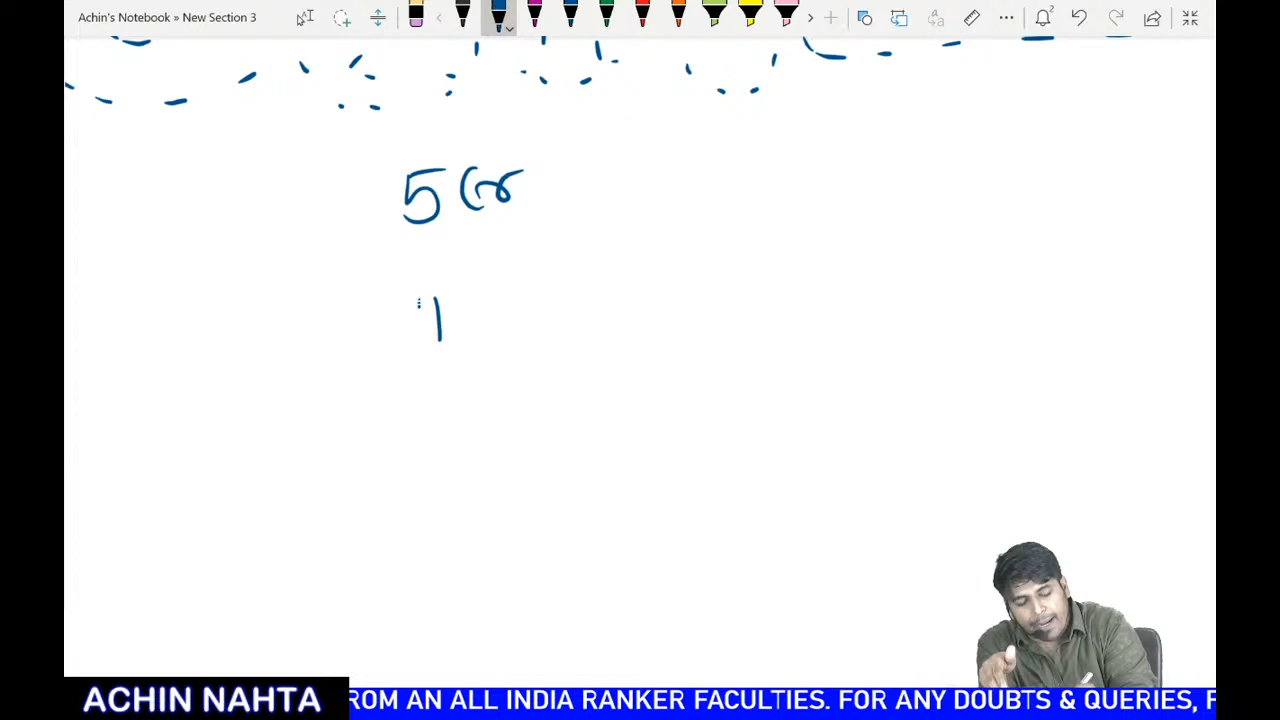 Achin's Notebook » New Section 3
5 Cr
1
ACHIN NAHTA
ROM AN ALL INDIA RANKER FACULTIES. FOR ANY DOUBTS & QUERIES, F